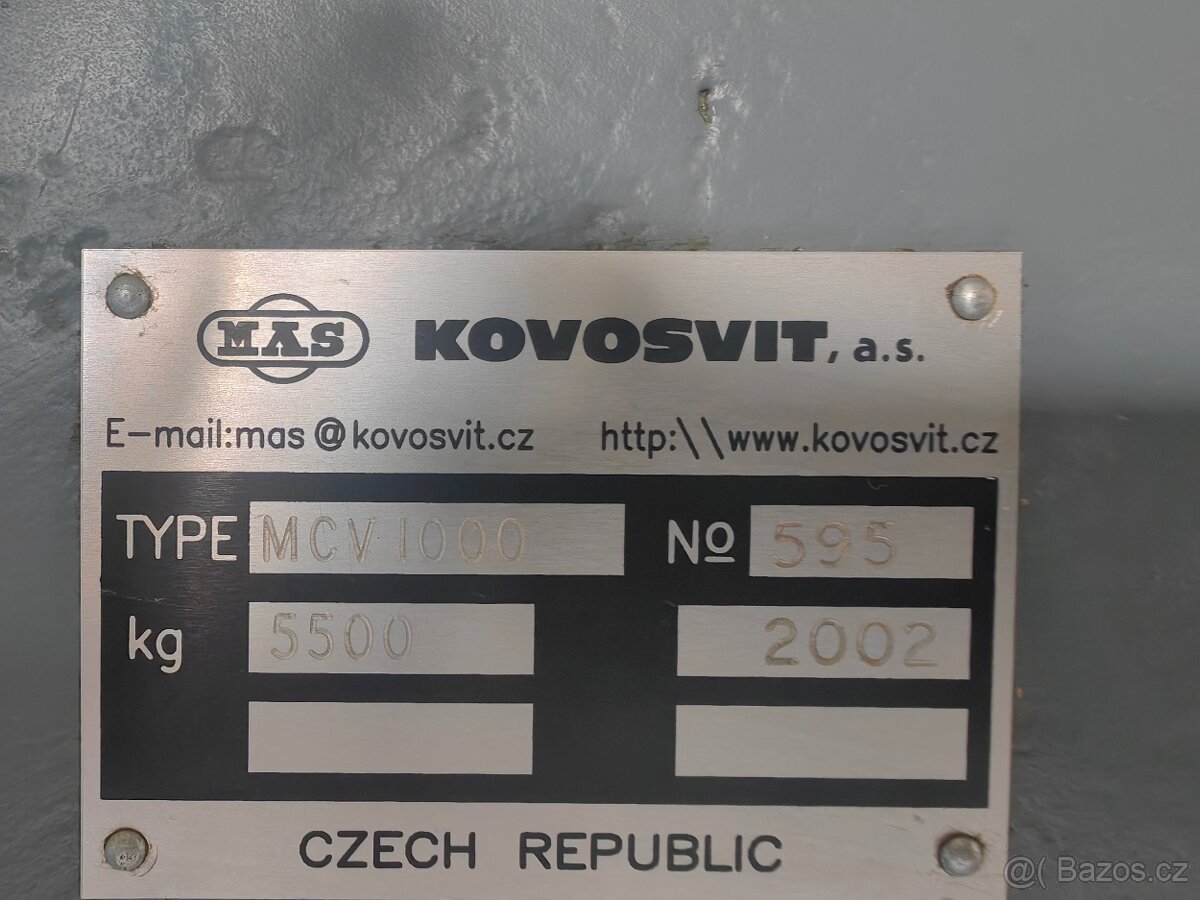 MAS KOVOSVIT, a.s.
E-mail:mas@kovosvit.cz http:\\www.kovosvit.cz
TYPE MCV 1000 No 595
kg 5500 2002
CZECH REPUBLIC
@( Bazos.cz